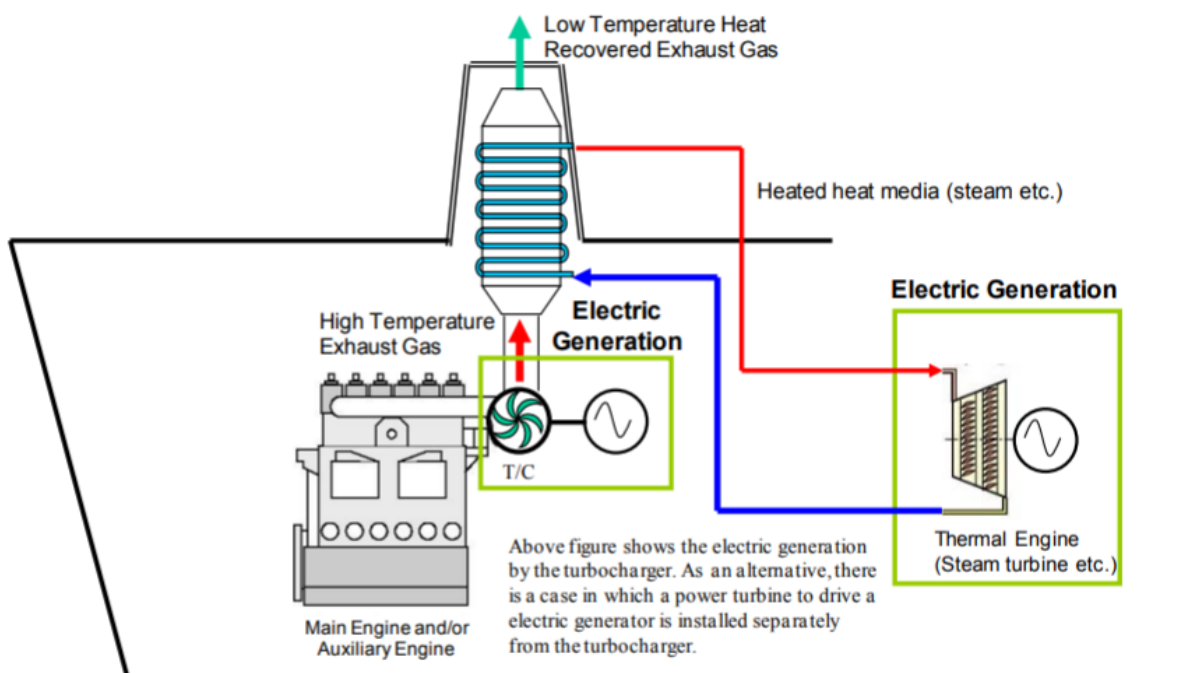 Low Temperature Heat
Recovered Exhaust Gas
Heated heat media (steam etc.)
Electric Generation
High Temperature
Exhaust Gas
Electric
Generation
T/C
Thermal Engine
(Steam turbine etc.)
Above figure shows the electric generation
by the turbocharger. As an alternative, there
is a case in which a power turbine to drive a
electric generator is installed separately
from the turbocharger.
Main Engine and/or
Auxiliary Engine